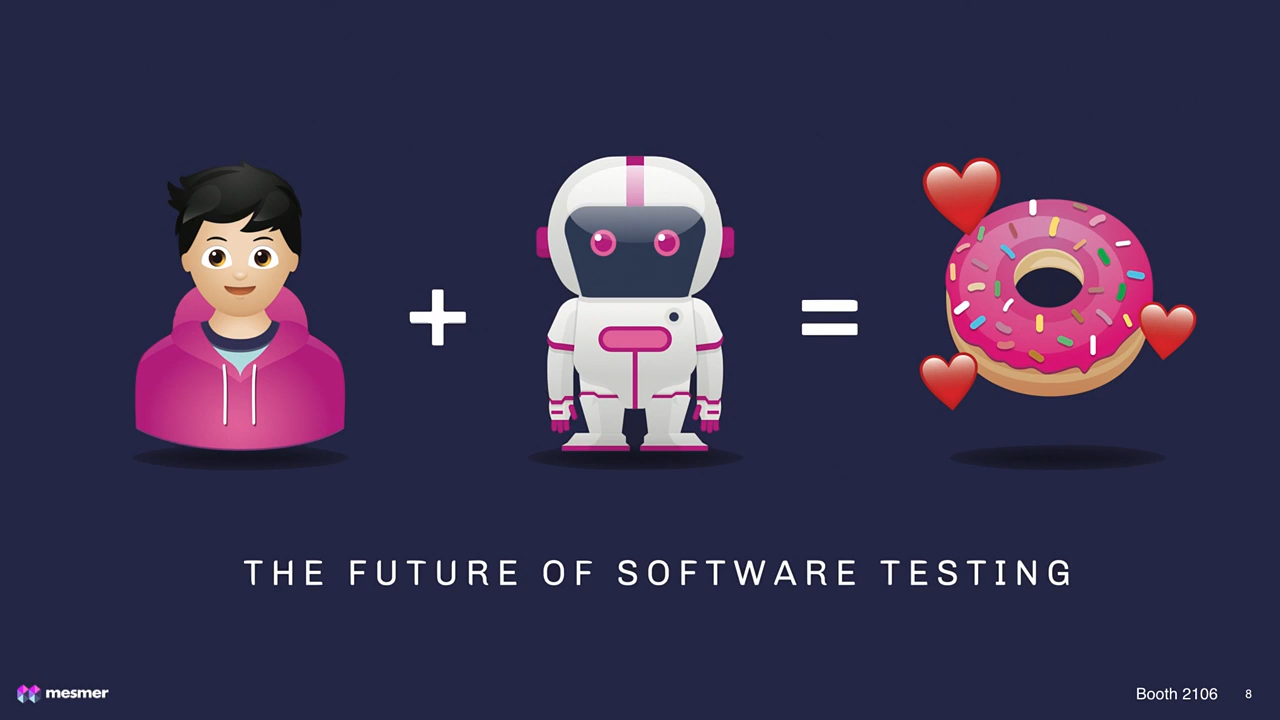 +
=
THE FUTURE OF SOFTWARE TESTING
mesmer
Booth 2106
8